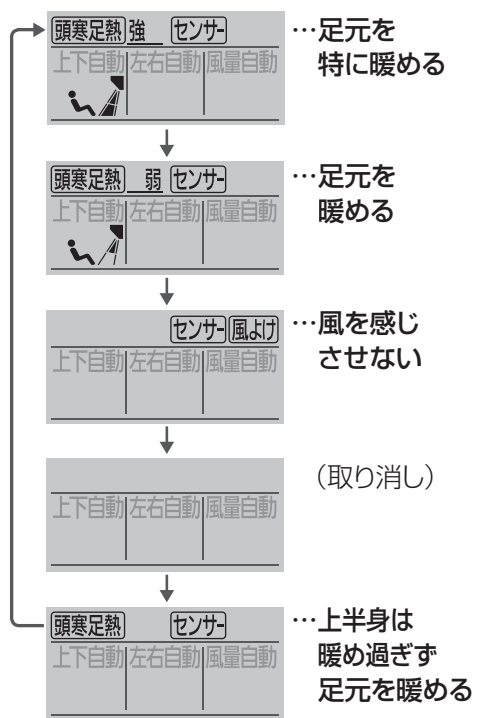 頭寒足熱 強 センサー
…足元を
特に暖める
上下自動 左右自動 風量自動
頭寒足熱 弱 センサー
…足元を
暖める
上下自動 左右自動 風量自動
センサー 風よけ
…風を感じ
させない
上下自動 左右自動 風量自動
(取り消し)
上下自動 左右自動 風量自動
頭寒足熱 センサー
…上半身は
暖め過ぎず
足元を暖める
上下自動 左右自動 風量自動